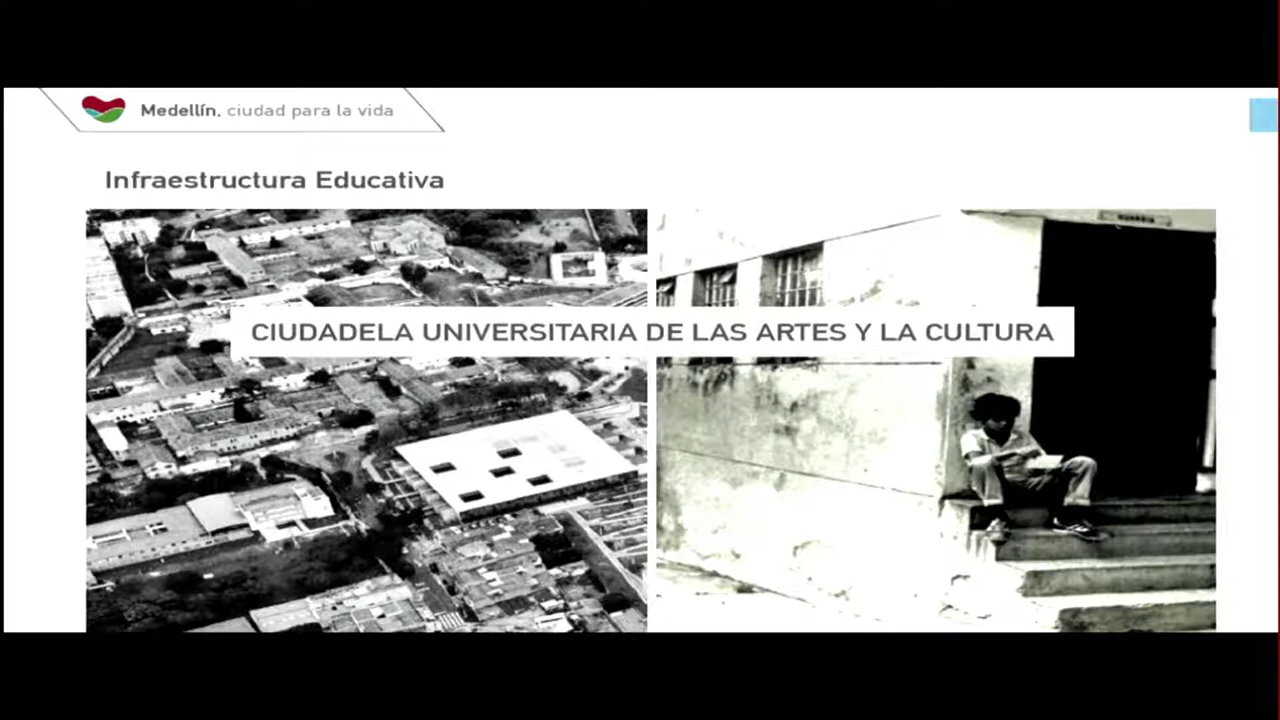 Medellín, ciudad para la vida
Infraestructura Educativa
CIUDADELA UNIVERSITARIA DE LAS ARTES Y LA CULTURA